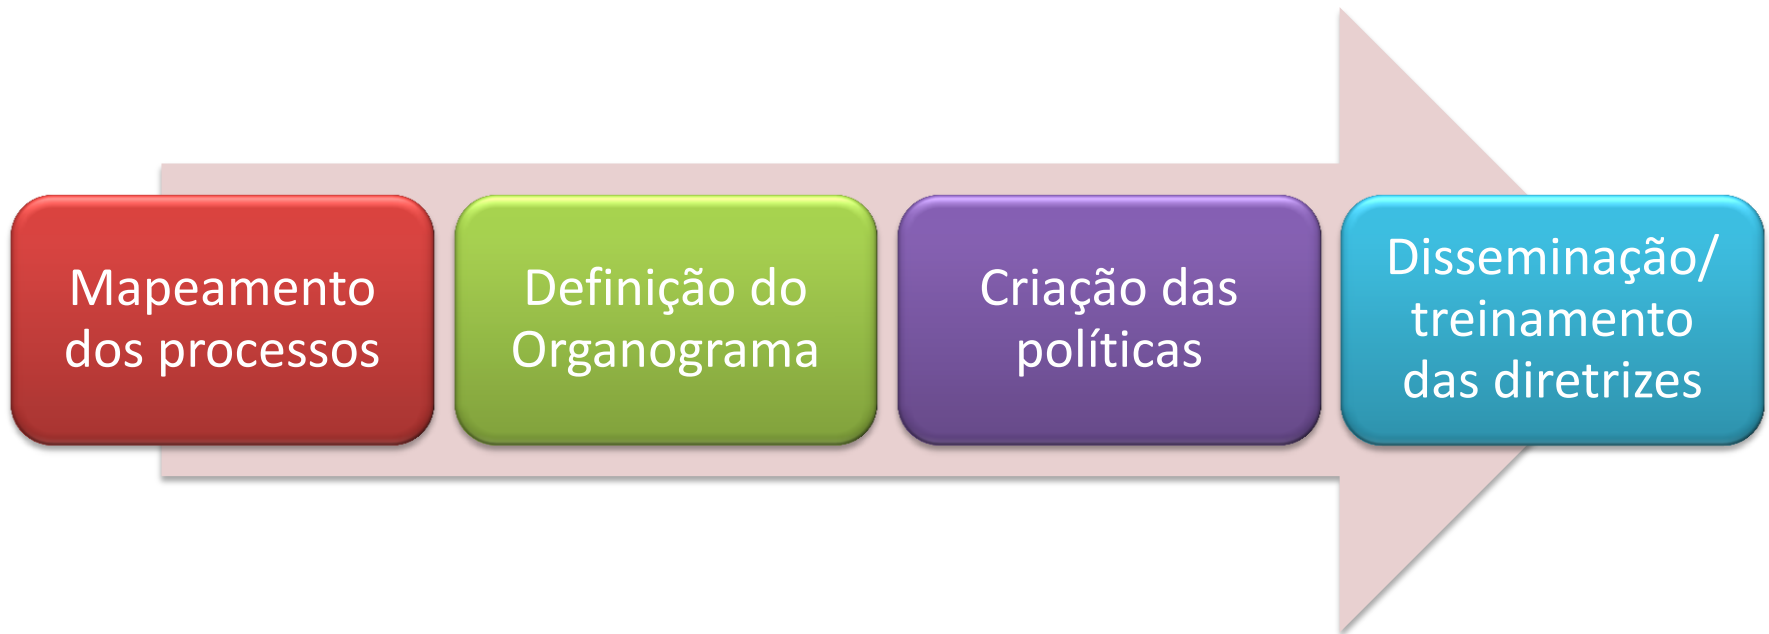 Mapeamento
dos processos
Definição do
Organograma
Criação das
políticas
Disseminação/
treinamento
das diretrizes